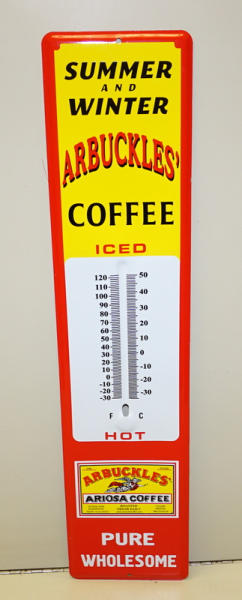 SUMMER
AND
WINTER
ARBUCKLES'
COFFEE
ICED
120 50
110
100 40
90 30
80
70 20
60
50 10
40
30 0
20 -10
10
0 -20
-10
-20 -30
-30
F C
HOT
ARBUCKLES'
ARIOSA COFFEE
PURE
WHOLESOME